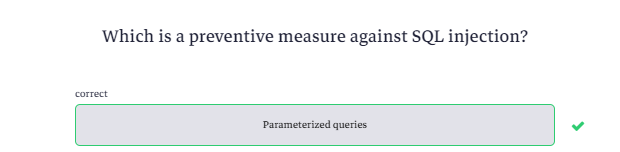 Which is a preventive measure against SQL injection?
correct
Parameterized queries